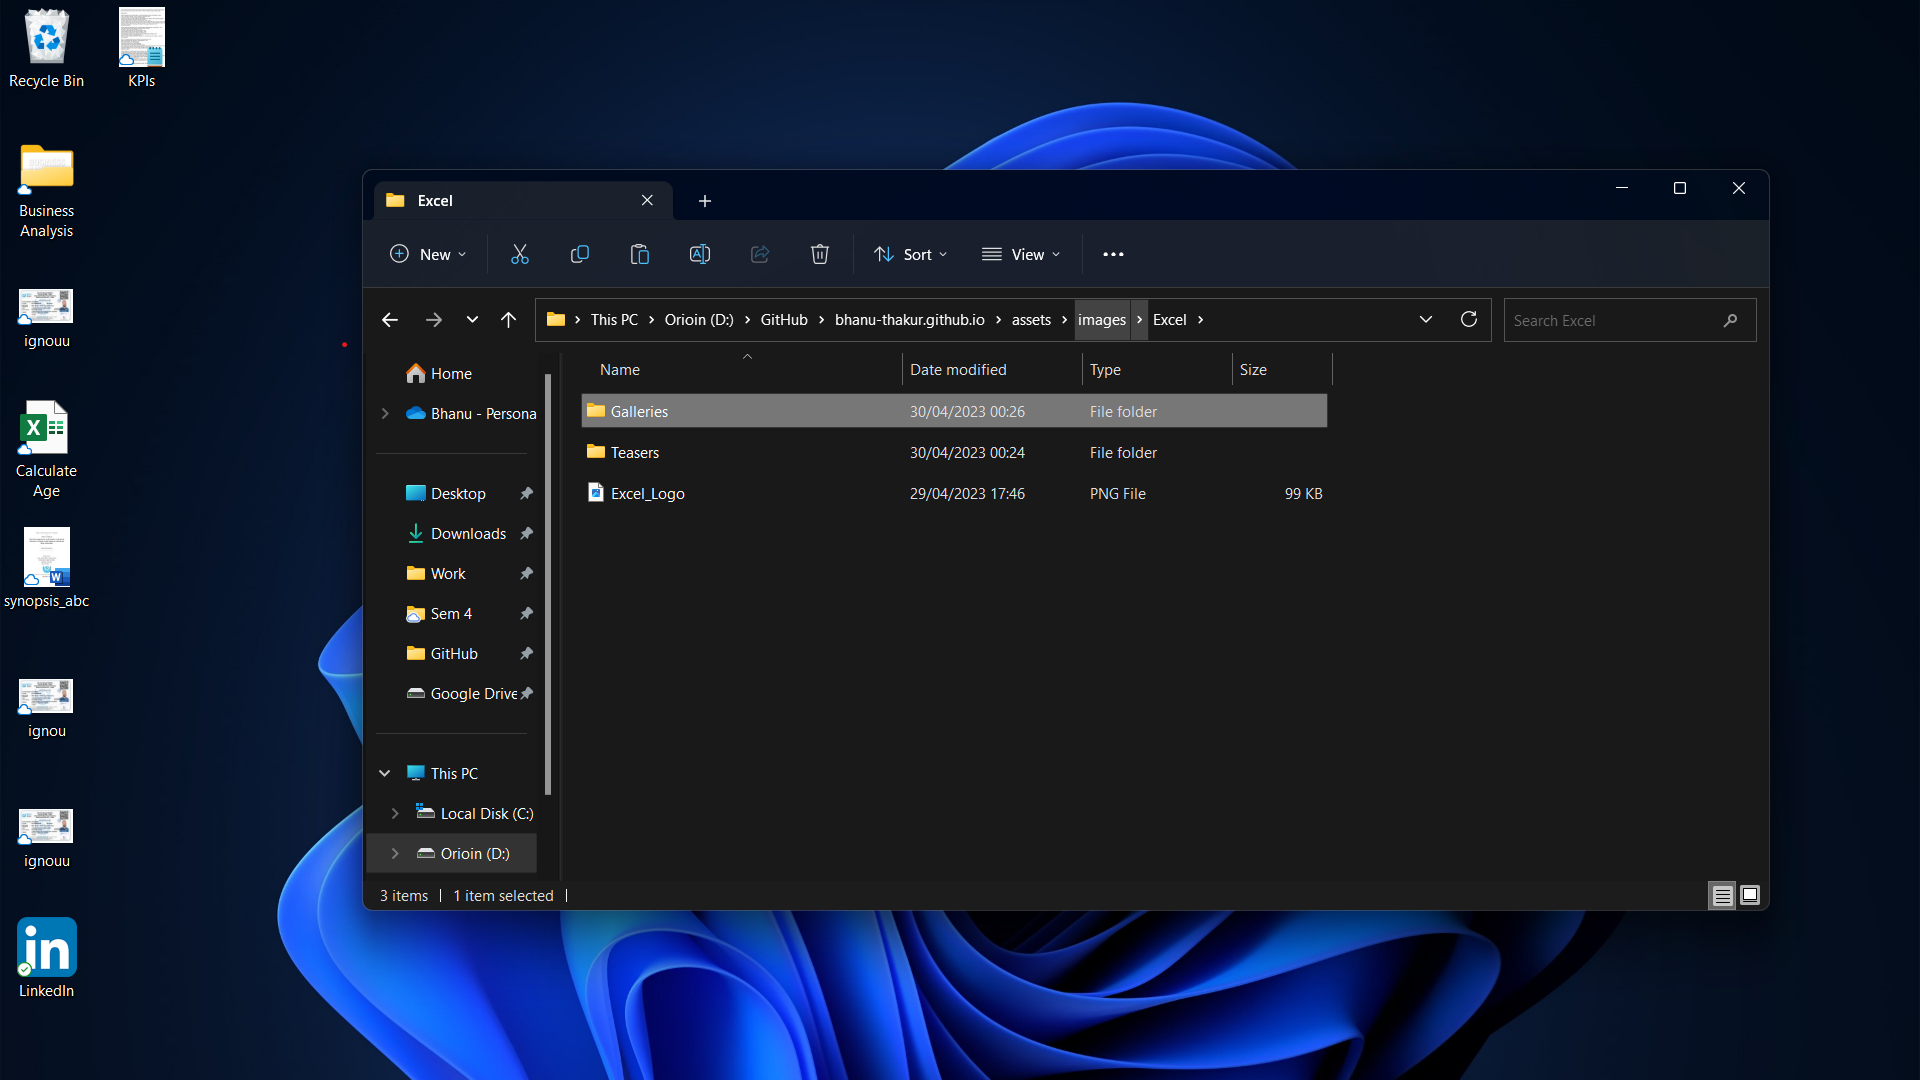 Recycle Bin
KPIs
Business
Analysis
ignouu
Calculate
Age
synopsis_abc
ignou
ignouu
LinkedIn
Excel
New
Sort
View
This PC
Orioin (D:)
GitHub
bhanu-thakur.github.io
assets
images
Excel
Search Excel
Home
Bhanu - Persona
Desktop
Downloads
Work
Sem 4
GitHub
Google Drive
This PC
Local Disk (C:)
Orioin (D:)
Name Date modified Type Size
Galleries 30/04/2023 00:26 File folder
Teasers 30/04/2023 00:24 File folder
Excel_Logo 29/04/2023 17:46 PNG File 99 KB
3 items | 1 item selected |